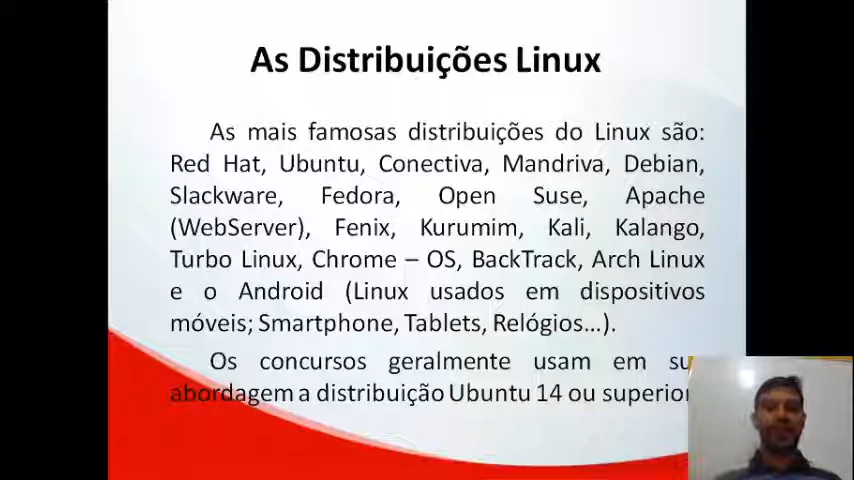 As Distribuições Linux
As mais famosas distribuições do Linux são:
Red Hat, Ubuntu, Conectiva, Mandriva, Debian,
Slackware, Fedora, Open Suse, Apache
(WebServer), Fenix, Kurumim, Kali, Kalango,
Turbo Linux, Chrome – OS, BackTrack, Arch Linux
e o Android (Linux usados em dispositivos
móveis; Smartphone, Tablets, Relógios...).
Os concursos geralmente usam em
abordagem a distribuição Ubuntu 14 ou superior